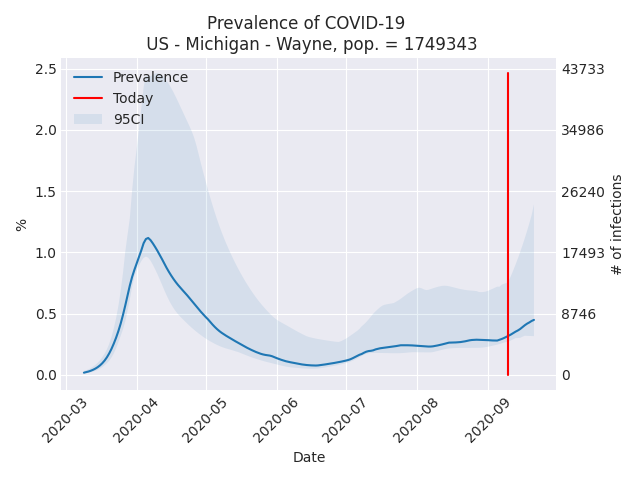 Prevalence of COVID-19
US - Michigan - Wayne, pop. = 1749343
Prevalence
Today
95CI
%
2.5
2.0
1.5
1.0
0.5
0.0
43733
34986
26240
17493
8746
0
# of infections
2020-03
2020-04
2020-05
2020-06
2020-07
2020-08
2020-09
Date